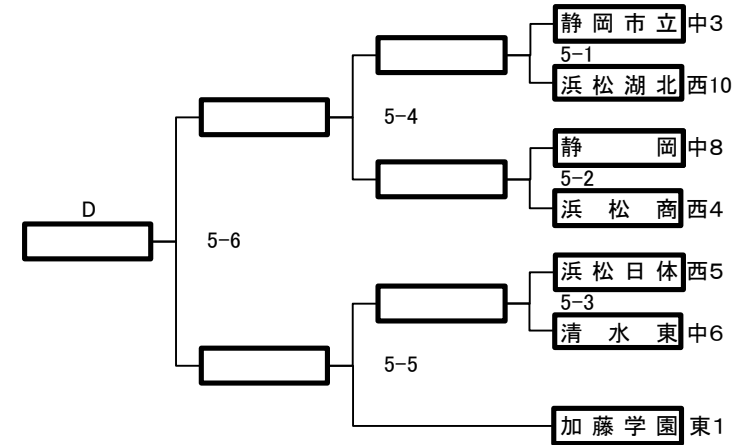 静岡市立 中3
5-1
浜松湖北 西10
5-4
静岡 中8
5-2
浜松商 西4
D
5-6
浜松日体 西5
5-3
清水東 中6
5-5
加藤学園 東1